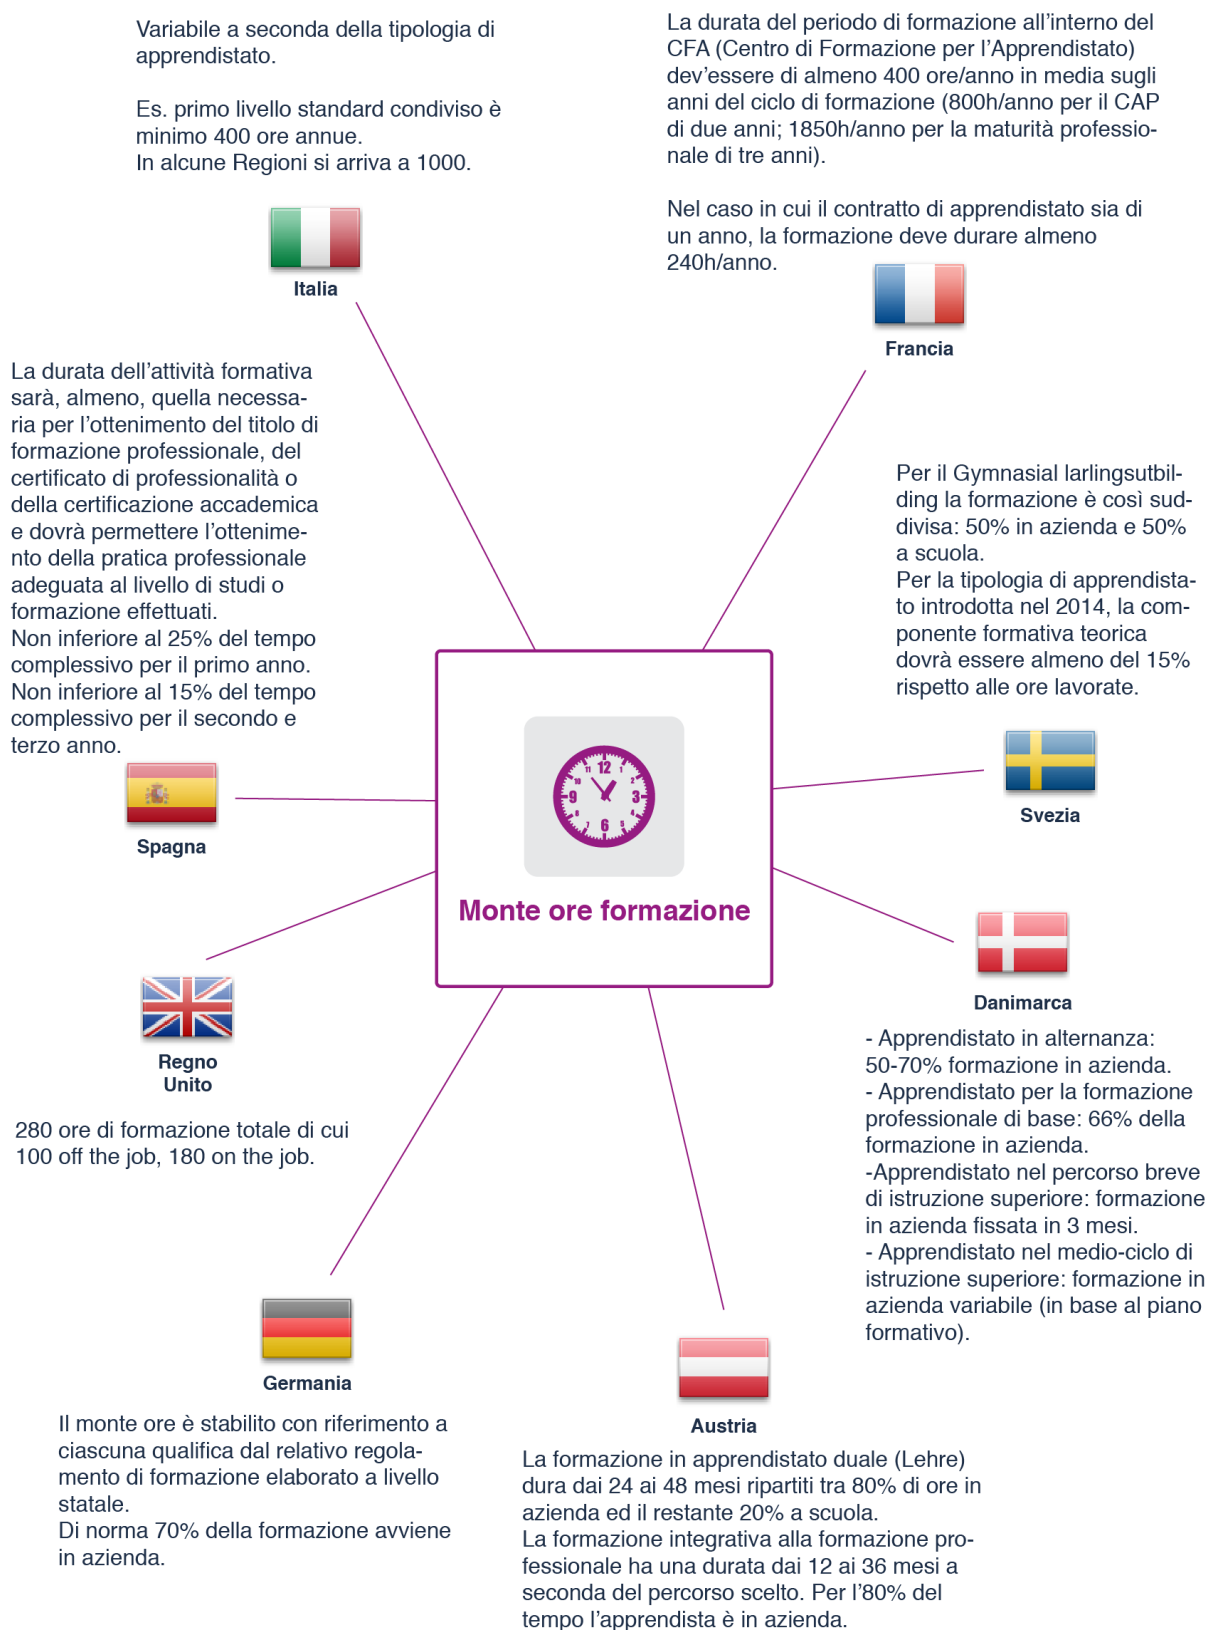 Variabile a seconda della tipologia di
apprendistato.
Es. primo livello standard condiviso è
minimo 400 ore annue.
In alcune Regioni si arriva a 1000.
Italia
La durata del periodo di formazione all’interno del
CFA (Centro di Formazione per l’Apprendistato)
dev’essere di almeno 400 ore/anno in media sugli
anni del ciclo di formazione (800h/anno per il CAP
di due anni; 1850h/anno per la maturità professio-
nale di tre anni).
Nel caso in cui il contratto di apprendistato sia di
un anno, la formazione deve durare almeno
240h/anno.
Francia
La durata dell’attività formativa
sarà, almeno, quella necessa-
ria per l’ottenimento del titolo di
formazione professionale, del
certificato di professionalità o
della certificazione accademica
e dovrà permettere l’ottenime-
nto della pratica professionale
adeguata al livello di studi o
formazione effettuati.
Non inferiore al 25% del tempo
complessivo per il primo anno.
Non inferiore al 15% del tempo
complessivo per il secondo e
terzo anno.
Spagna
Per il Gymnasial larlingsutbil-
ding la formazione è così sud-
divisa: 50% in azienda e 50%
a scuola.
Per la tipologia di apprendista-
to introdotta nel 2014, la com-
ponente formativa teorica
dovrà essere almeno del 15%
rispetto alle ore lavorate.
Svezia
12
1
2
3
4
5
6
7
8
9
10
11
Monte ore formazione
Regno
Unito
280 ore di formazione totale di cui
100 off the job, 180 on the job.
Danimarca
- Apprendistato in alternanza:
50-70% formazione in azienda.
- Apprendistato per la formazione
professionale di base: 66% della
formazione in azienda.
-Apprendistato nel percorso breve
di istruzione superiore: formazione
in azienda fissata in 3 mesi.
- Apprendistato nel medio-ciclo di
istruzione superiore: formazione in
azienda variabile (in base al piano
formativo).
Germania
Il monte ore è stabilito con riferimento a
ciascuna qualifica dal relativo regola-
mento di formazione elaborato a livello
statale.
Di norma 70% della formazione avviene
in azienda.
Austria
La formazione in apprendistato duale (Lehre)
dura dai 24 ai 48 mesi ripartiti tra 80% di ore in
azienda ed il restante 20% a scuola.
La formazione integrativa alla formazione pro-
fessionale ha una durata dai 12 ai 36 mesi a
seconda del percorso scelto. Per l’80% del
tempo l’apprendista è in azienda.